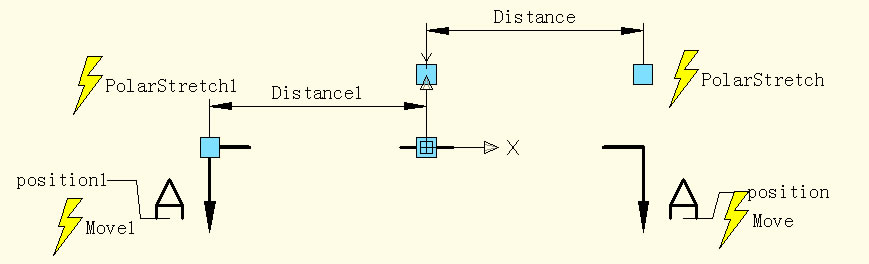 Distance
PolarStretch1
PolarStretch
Distance1
X
position1
A
A
position
Move1
Move